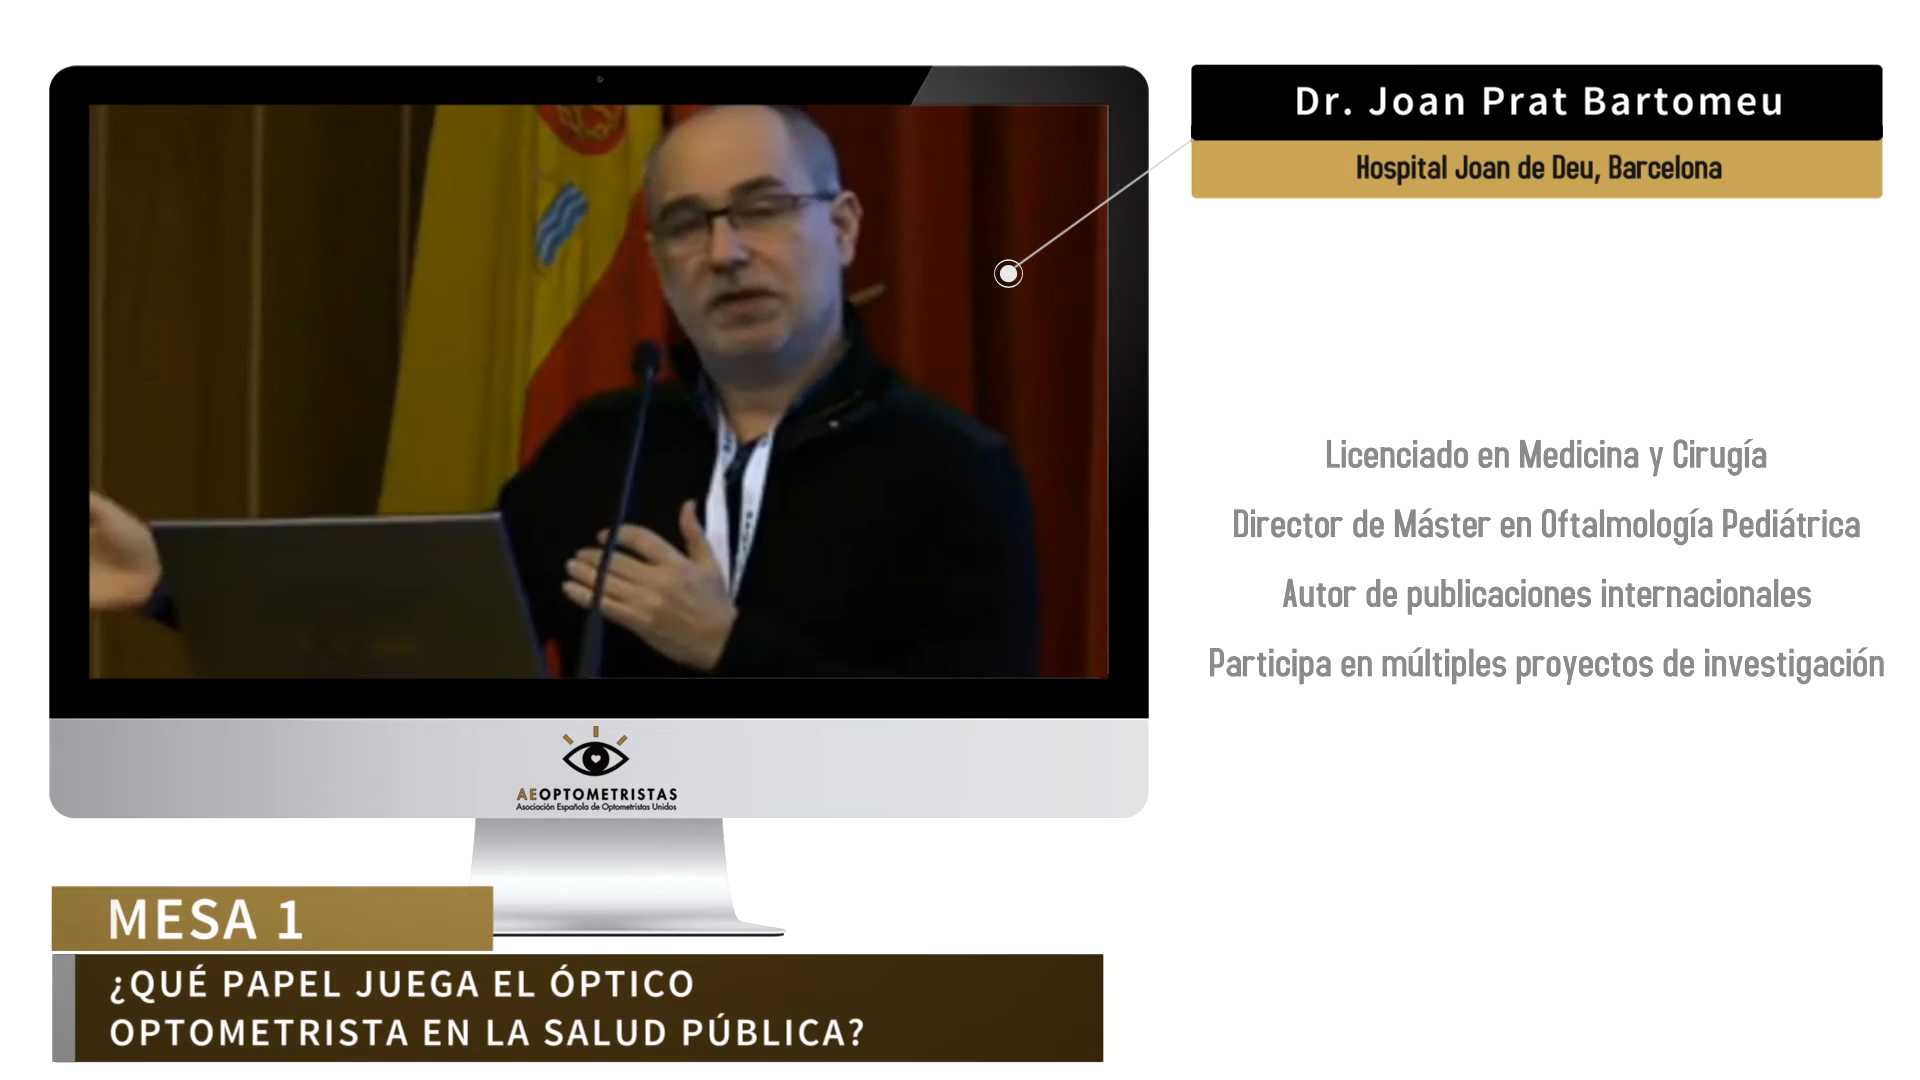 Dr. Joan Prat Bartomeu
Hospital Joan de Deu, Barcelona
Licenciado en Medicina y Cirugía
Director de Máster en Oftalmología Pediátrica
Autor de publicaciones internacionales
Participa en múltiples proyectos de investigación
AEOPTOMETRISTAS
Asociación Española de Optometristas Unidos
MESA 1
¿QUÉ PAPEL JUEGA EL ÓPTICO
OPTOMETRISTA EN LA SALUD PÚBLICA?